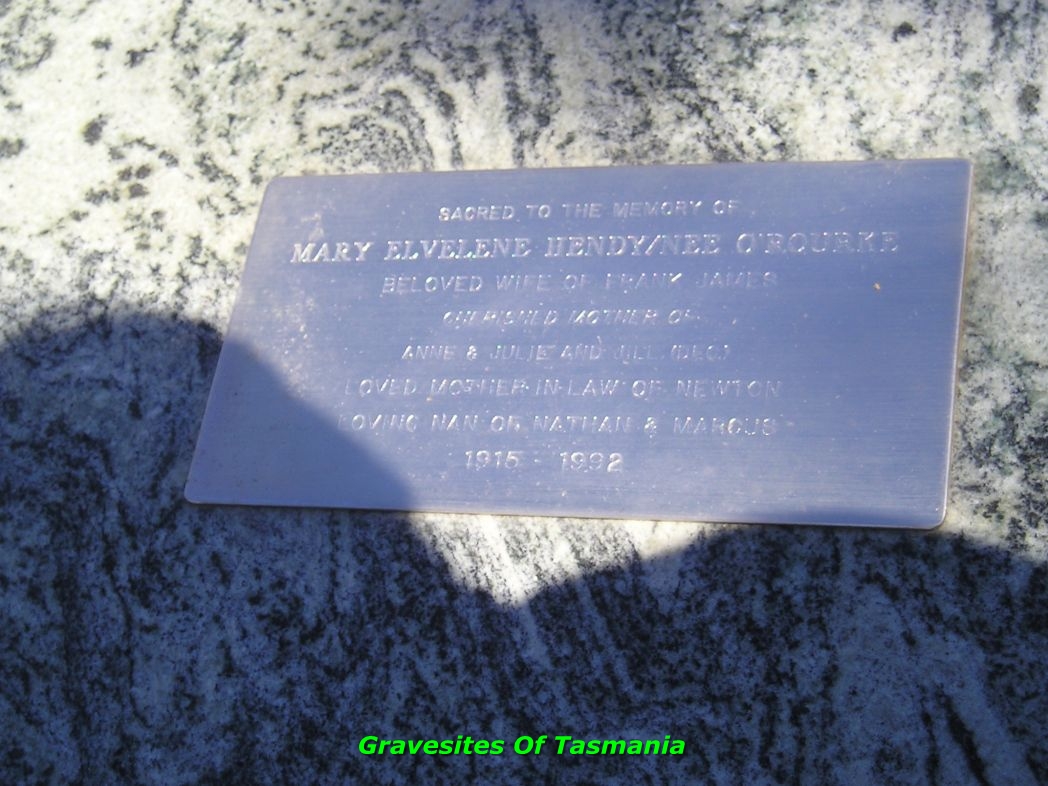 SACRED TO THE MEMORY OF
MARY ELVELENE HENDY/NEE O'ROURKE
BELOVED WIFE OF FRANK JAMES
CHERISHED MOTHER OF
ANNE & JULIE AND JILL (DEC)
LOVED MOTHER-IN-LAW OF NEWTON
LOVING NAN OF NATHAN & MARCUS
1915 - 1992
Gravesites Of Tasmania